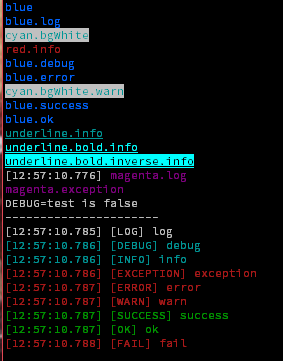 blue
blue.log
cyan.bgWhite
red.info
blue.debug
blue.error
cyan.bgWhite.warn
blue.success
blue.ok
underline.info
underline.bold.info
underline.bold.inverse.info
[12:57:10.776] magenta.log
magenta.exception
DEBUG=test is false
----------------------
[12:57:10.785] [LOG] log
[12:57:10.786] [DEBUG] debug
[12:57:10.786] [INFO] info
[12:57:10.786] [EXCEPTION] exception
[12:57:10.787] [ERROR] error
[12:57:10.787] [WARN] warn
[12:57:10.787] [SUCCESS] success
[12:57:10.787] [OK] ok
[12:57:10.788] [FAIL] fail